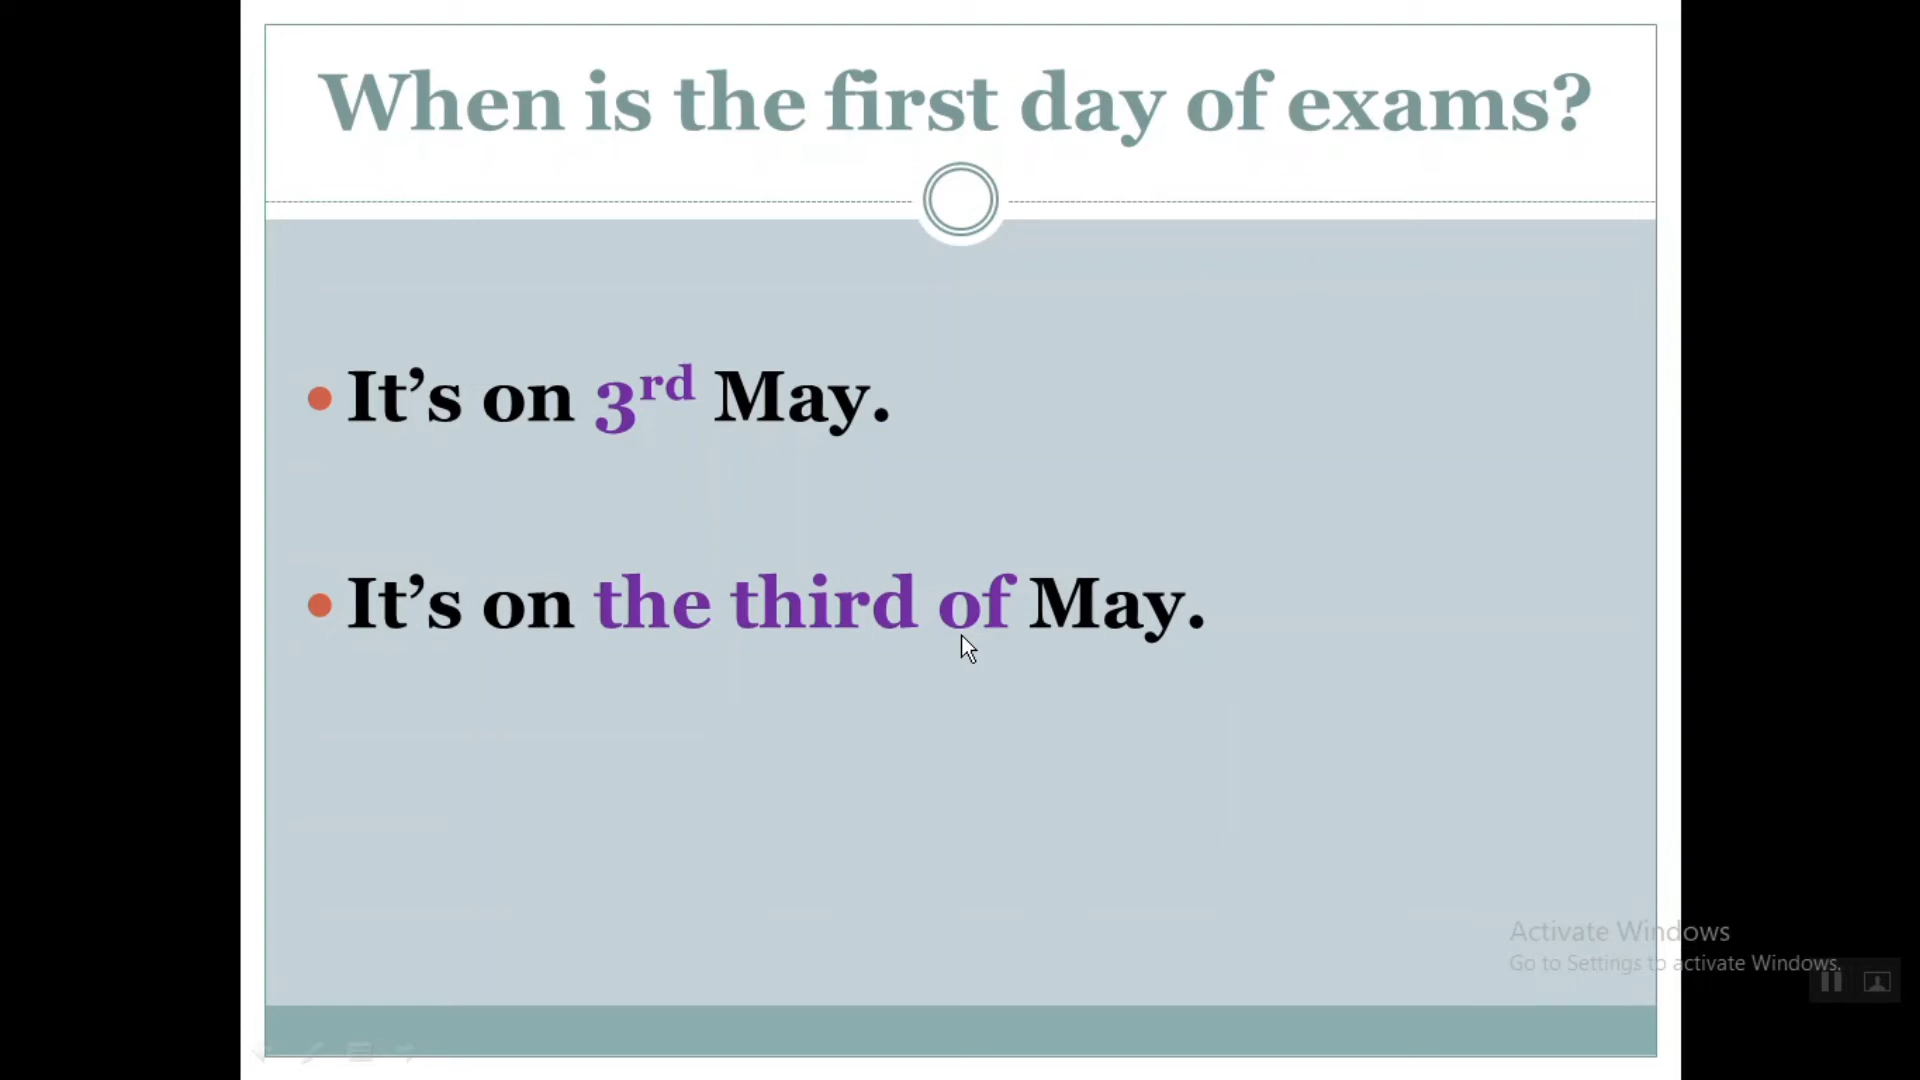 When is the first day of exams?
It’s on 3rd May.
It’s on the third of May.
Activate Windows
Go to Settings to activate Windows.